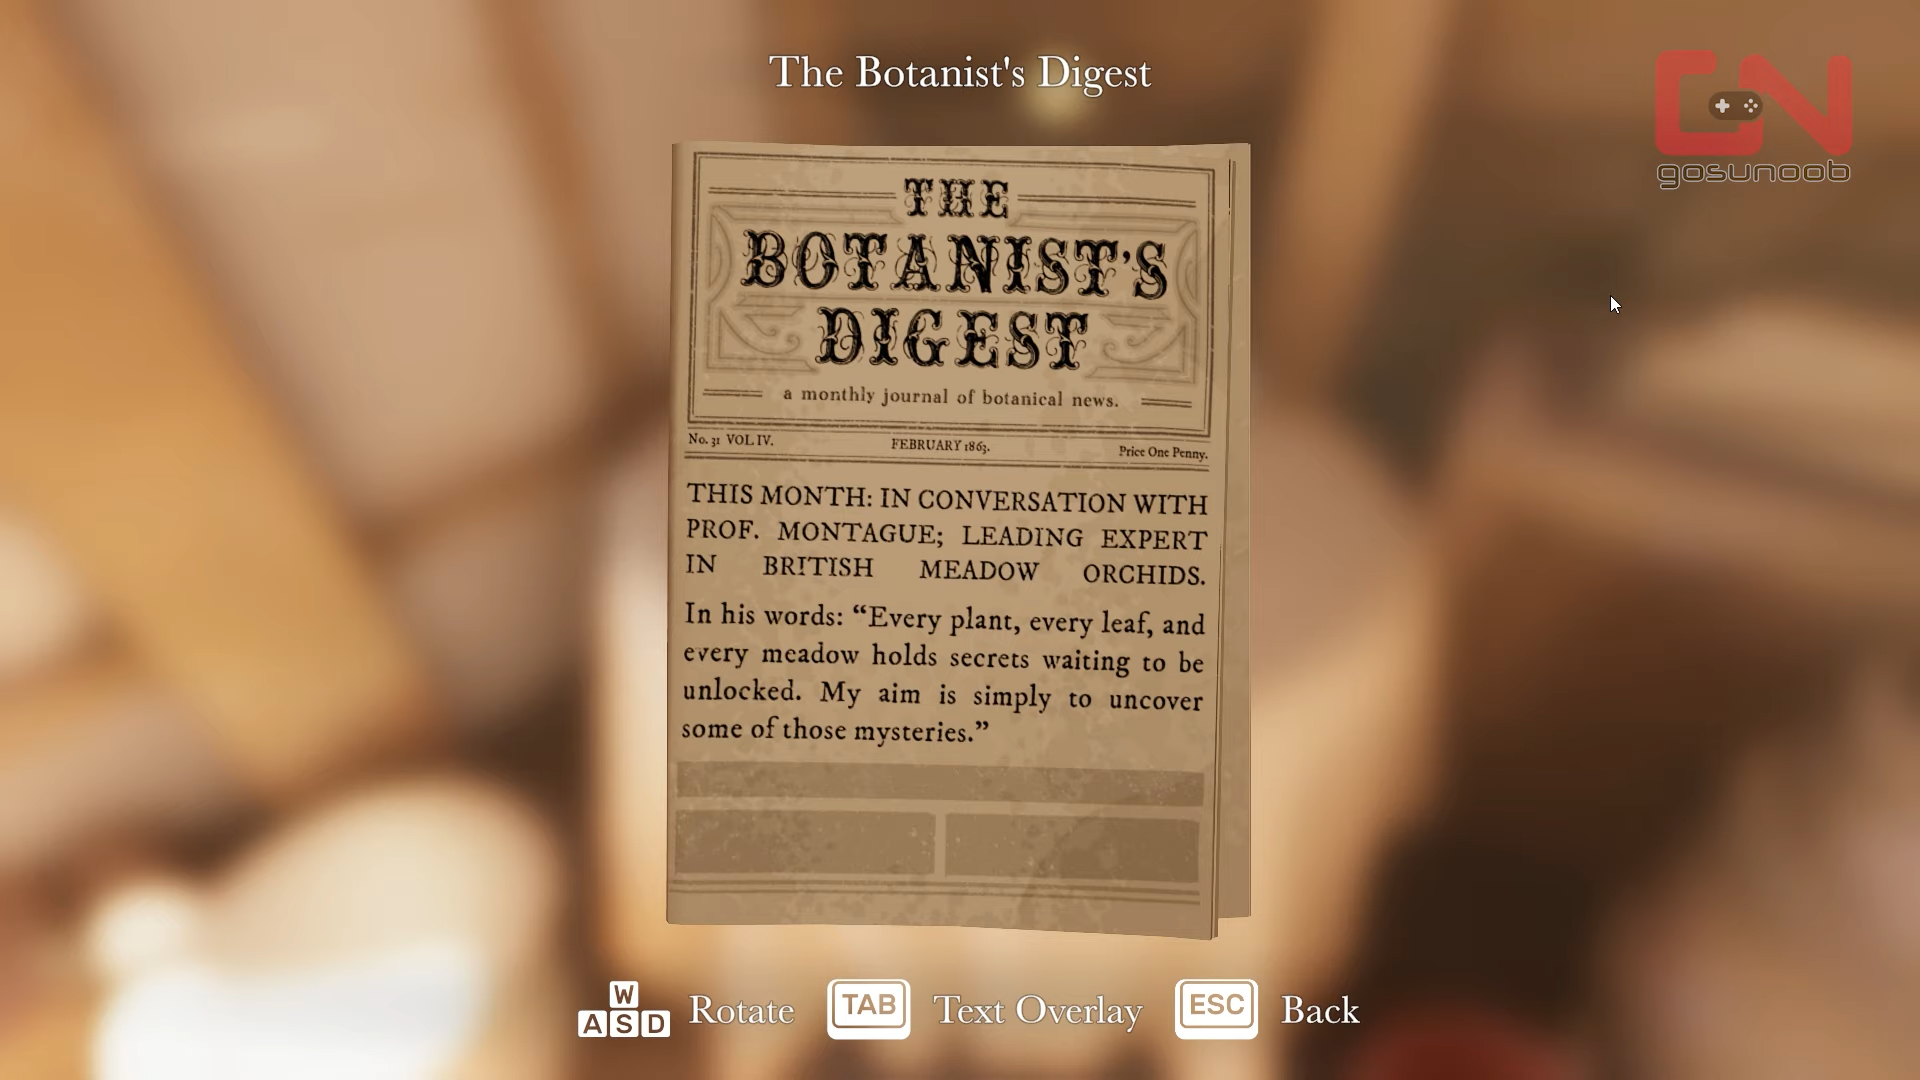 The Botanist's Digest
gosunoob
THE
BOTANIST'S
DIGEST
a monthly journal of botanical news.
No. 31 VOL IV.
FEBRUARY 1863.
Price One Penny.
THIS MONTH: IN CONVERSATION WITH
PROF. MONTAGUE; LEADING EXPERT
IN BRITISH MEADOW ORCHIDS.
In his words: “Every plant, every leaf, and
every meadow holds secrets waiting to be
unlocked. My aim is simply to uncover
some of those mysteries.”
W
A S D Rotate TAB Text Overlay ESC Back